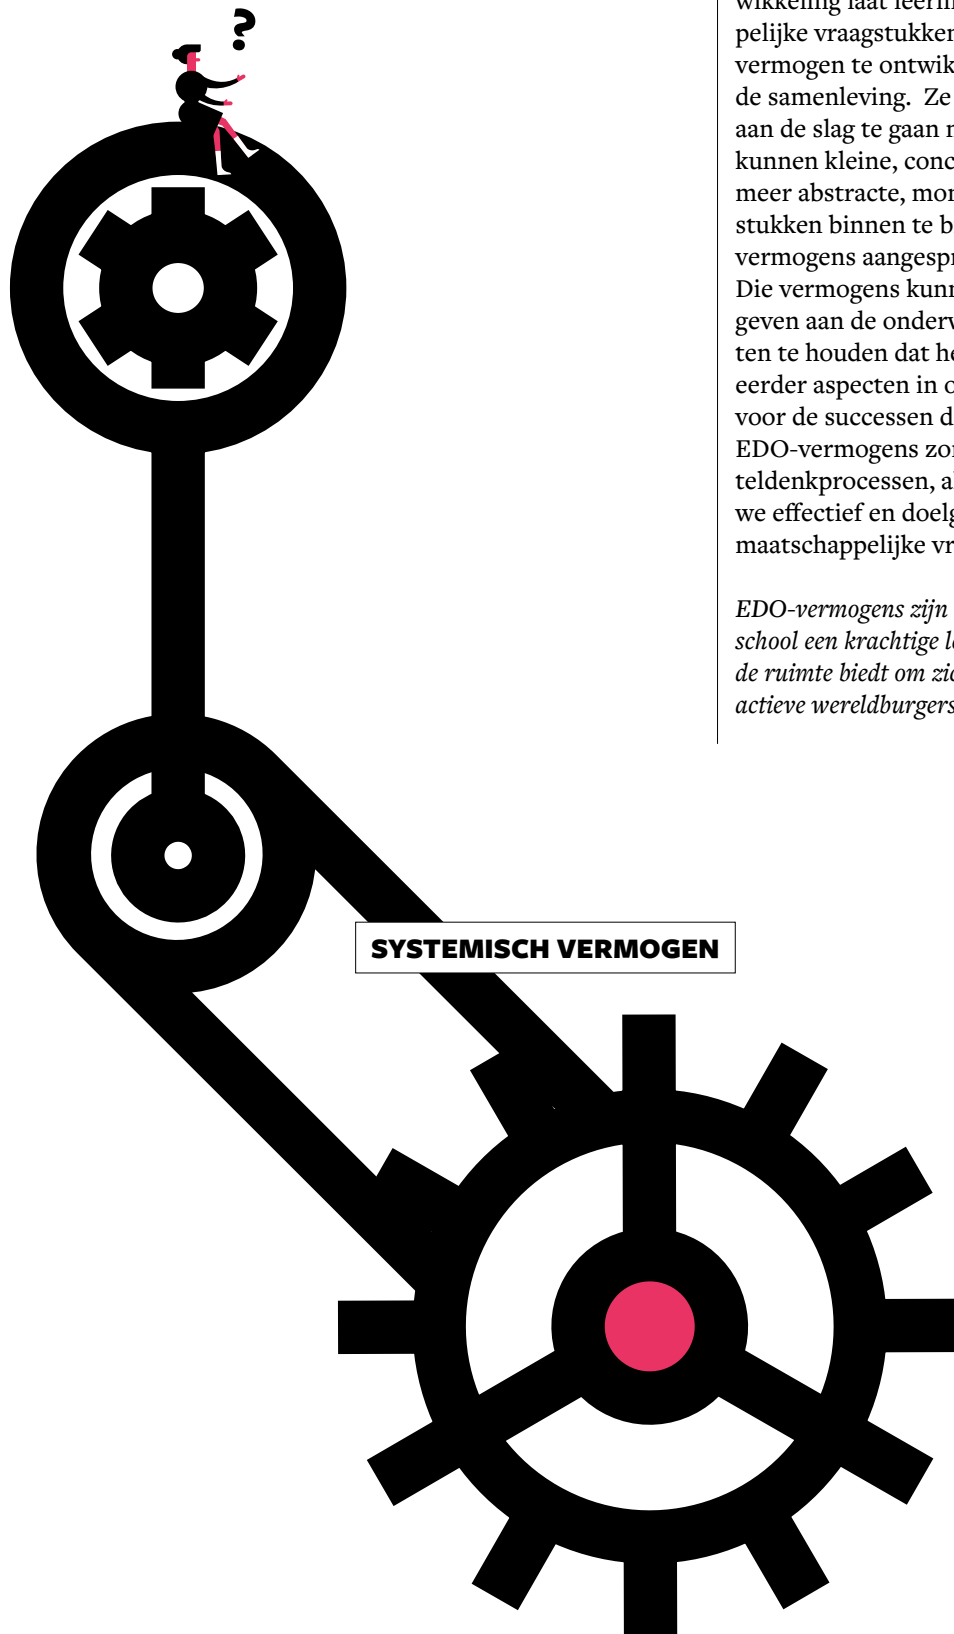 ?
wikkeling laat leerlin
pelijke vraagstukken
vermogen te ontwik
de samenleving. Ze
aan de slag te gaan
kunnen kleine, conc
meer abstracte, mon
stukken binnen te b
vermogens aangespr
Die vermogens kunn
geven aan de onderw
ten te houden dat he
eerder aspecten in o
voor de successen d
EDO-vermogens zor
teldenkprocessen, al
we effectief en doelg
maatschappelijke vr
EDO-vermogens zijn
school een krachtige le
de ruimte biedt om zic
actieve wereldburgers
SYSTEMISCH VERMOGEN